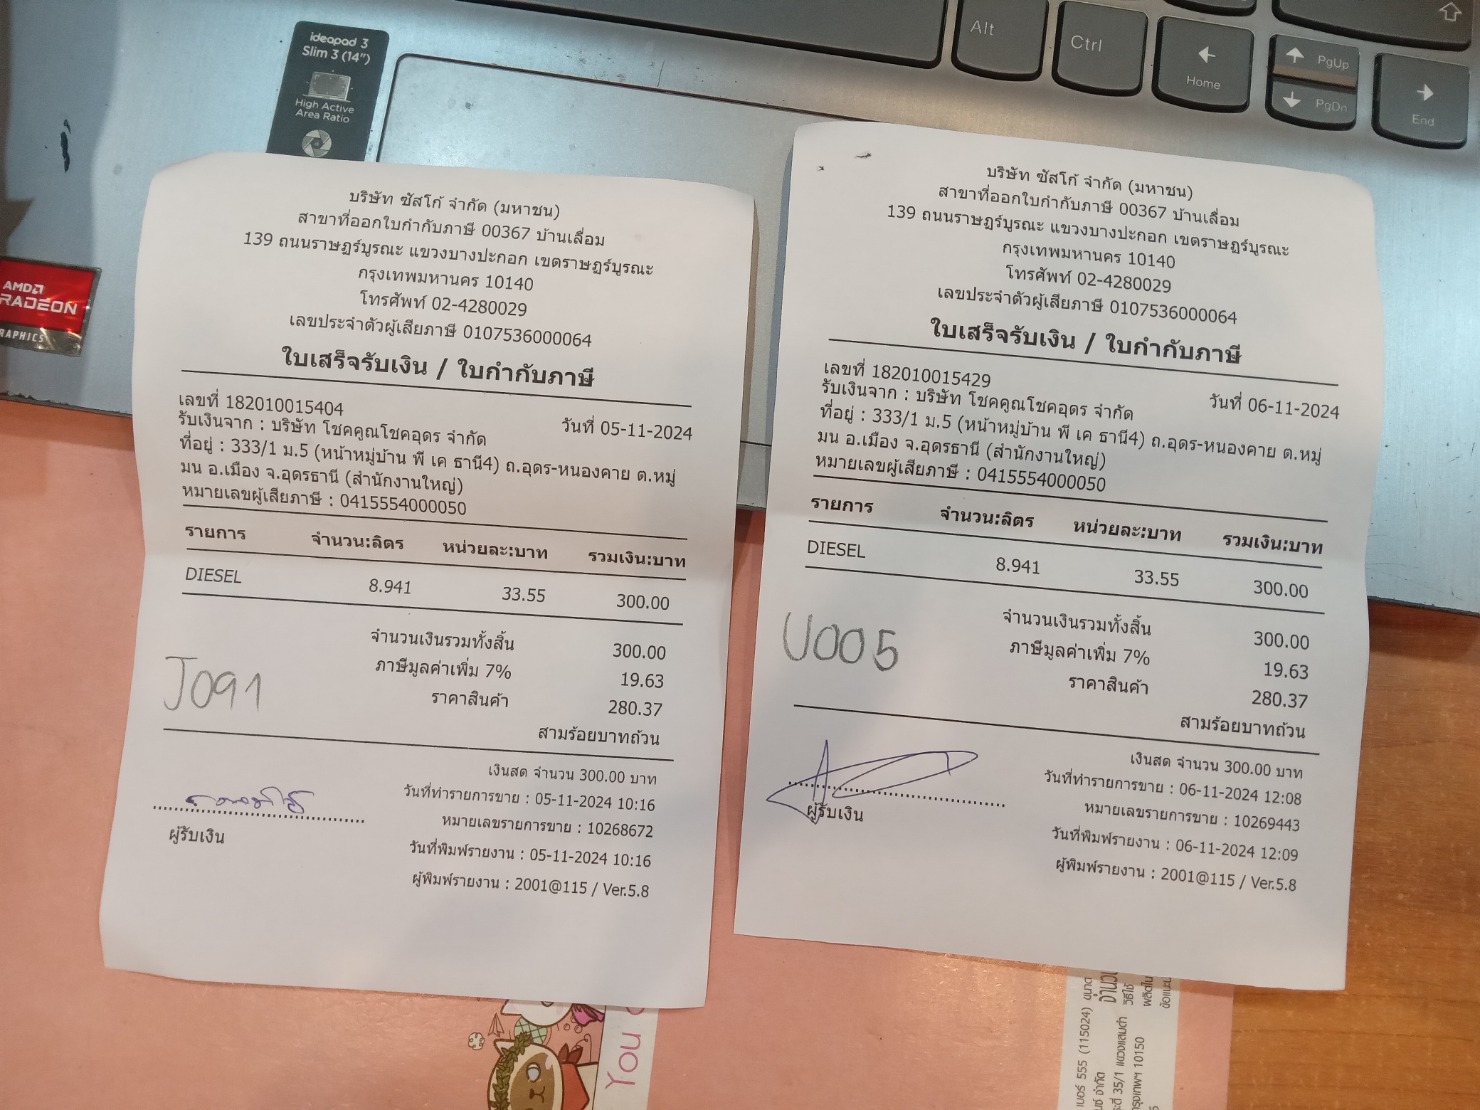 ideapad 3
Slim 3 (14")
High Active
Area Ratio
AMD
RADEON
GRAPHICS
Alt
Ctrl
Home
PgUp
PgDn
End
บริษัท ซัสโก้ จำกัด (มหาชน)
สาขาที่ออกใบกำกับภาษี 00367 บ้านเลื่อม
139 ถนนราษฎร์บูรณะ แขวงบางปะกอก เขตราษฎร์บูรณะ
กรุงเทพมหานคร 10140
โทรศัพท์ 02-4280029
เลขประจำตัวผู้เสียภาษี 0107536000064
ใบเสร็จรับเงิน / ใบกำกับภาษี
เลขที่ 182010015404
วันที่ 05-11-2024
รับเงินจาก : บริษัท โชคคูณโชคอุดร จำกัด
ที่อยู่ : 333/1 ม.5 (หน้าหมู่บ้าน พี เค ธานี4) ถ.อุดร-หนองคาย ต.หมู่
มน อ.เมือง จ.อุดรธานี (สำนักงานใหญ่)
หมายเลขผู้เสียภาษี : 0415554000050
รายการ จำนวน:ลิตร หน่วยละ:บาท รวมเงิน:บาท
DIESEL 8.941 33.55 300.00
จำนวนเงินรวมทั้งสิ้น 300.00
ภาษีมูลค่าเพิ่ม 7% 19.63
ราคาสินค้า 280.37
J091
สามร้อยบาทถ้วน
เงินสด จำนวน 300.00 บาท
วันที่ทำรายการขาย : 05-11-2024 10:16
หมายเลขรายการขาย : 10268672
ผู้รับเงิน
วันที่พิมพ์รายงาน : 05-11-2024 10:16
ผู้พิมพ์รายงาน : 2001@115 / Ver.5.8
บริษัท ซัสโก้ จำกัด (มหาชน)
สาขาที่ออกใบกำกับภาษี 00367 บ้านเลื่อม
139 ถนนราษฎร์บูรณะ แขวงบางปะกอก เขตราษฎร์บูรณะ
กรุงเทพมหานคร 10140
โทรศัพท์ 02-4280029
เลขประจำตัวผู้เสียภาษี 0107536000064
ใบเสร็จรับเงิน / ใบกำกับภาษี
เลขที่ 182010015429
วันที่ 06-11-2024
รับเงินจาก : บริษัท โชคคูณโชคอุดร จำกัด
ที่อยู่ : 333/1 ม.5 (หน้าหมู่บ้าน พี เค ธานี4) ถ.อุดร-หนองคาย ต.หมู่
มน อ.เมือง จ.อุดรธานี (สำนักงานใหญ่)
หมายเลขผู้เสียภาษี : 0415554000050
รายการ จำนวน:ลิตร หน่วยละ:บาท รวมเงิน:บาท
DIESEL 8.941 33.55 300.00
จำนวนเงินรวมทั้งสิ้น 300.00
U005
ภาษีมูลค่าเพิ่ม 7% 19.63
ราคาสินค้า 280.37
สามร้อยบาทถ้วน
เงินสด จำนวน 300.00 บาท
วันที่ทำรายการขาย : 06-11-2024 12:08
ผู้รับเงิน
หมายเลขรายการขาย : 10269443
วันที่พิมพ์รายงาน : 06-11-2024 12:09
ผู้พิมพ์รายงาน : 2001@115 / Ver.5.8
You
เบอร์ 555 (115024)